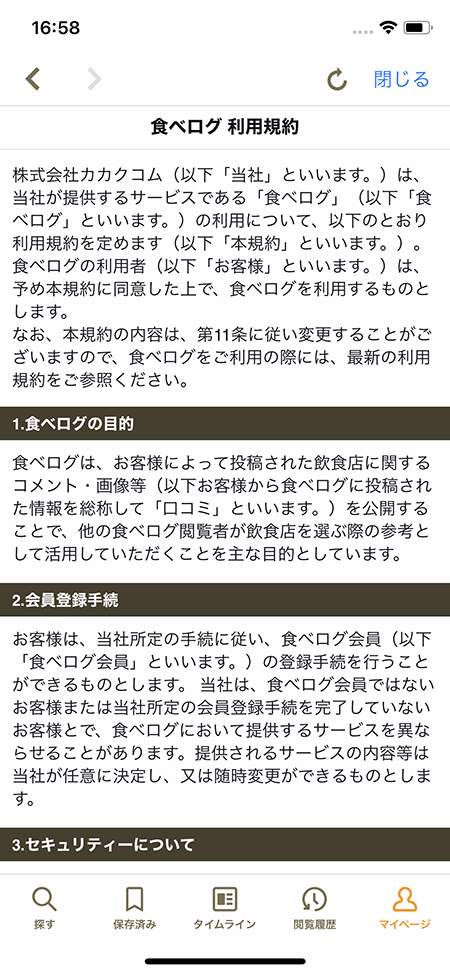 16:58
閉じる
食べログ 利用規約
株式会社カカクコム（以下「当社」といいます。）は、
当社が提供するサービスである「食べログ」（以下「食
べログ」といいます。）の利用について、以下のとおり
利用規約を定めます（以下「本規約」といいます。）。
食べログの利用者（以下「お客様」といいます。）は、
予め本規約に同意した上で、食べログを利用するものと
します。
なお、本規約の内容は、第11条に従い変更することがご
ざいますので、食べログをご利用の際には、最新の利用
規約をご参照ください。
1.食べログの目的
食べログは、お客様によって投稿された飲食店に関する
コメント・画像等（以下お客様から食べログに投稿され
た情報を総称して「口コミ」といいます。）を公開する
ことで、他の食べログ閲覧者が飲食店を選ぶ際の参考と
して活用していただくことを主な目的としています。
2.会員登録手続
お客様は、当社所定の手続に従い、食べログ会員（以下
「食べログ会員」といいます。）の登録手続を行うこと
ができるものとします。 当社は、食べログ会員ではない
お客様または当社所定の会員登録手続を完了していない
お客様とで、食べログにおいて提供するサービスを異な
らせることがあります。提供されるサービスの内容等は
当社が任意に決定し、又は随時変更ができるものとしま
す。
3.セキュリティーについて
探す
保存済み
タイムライン
閲覧履歴
マイページ